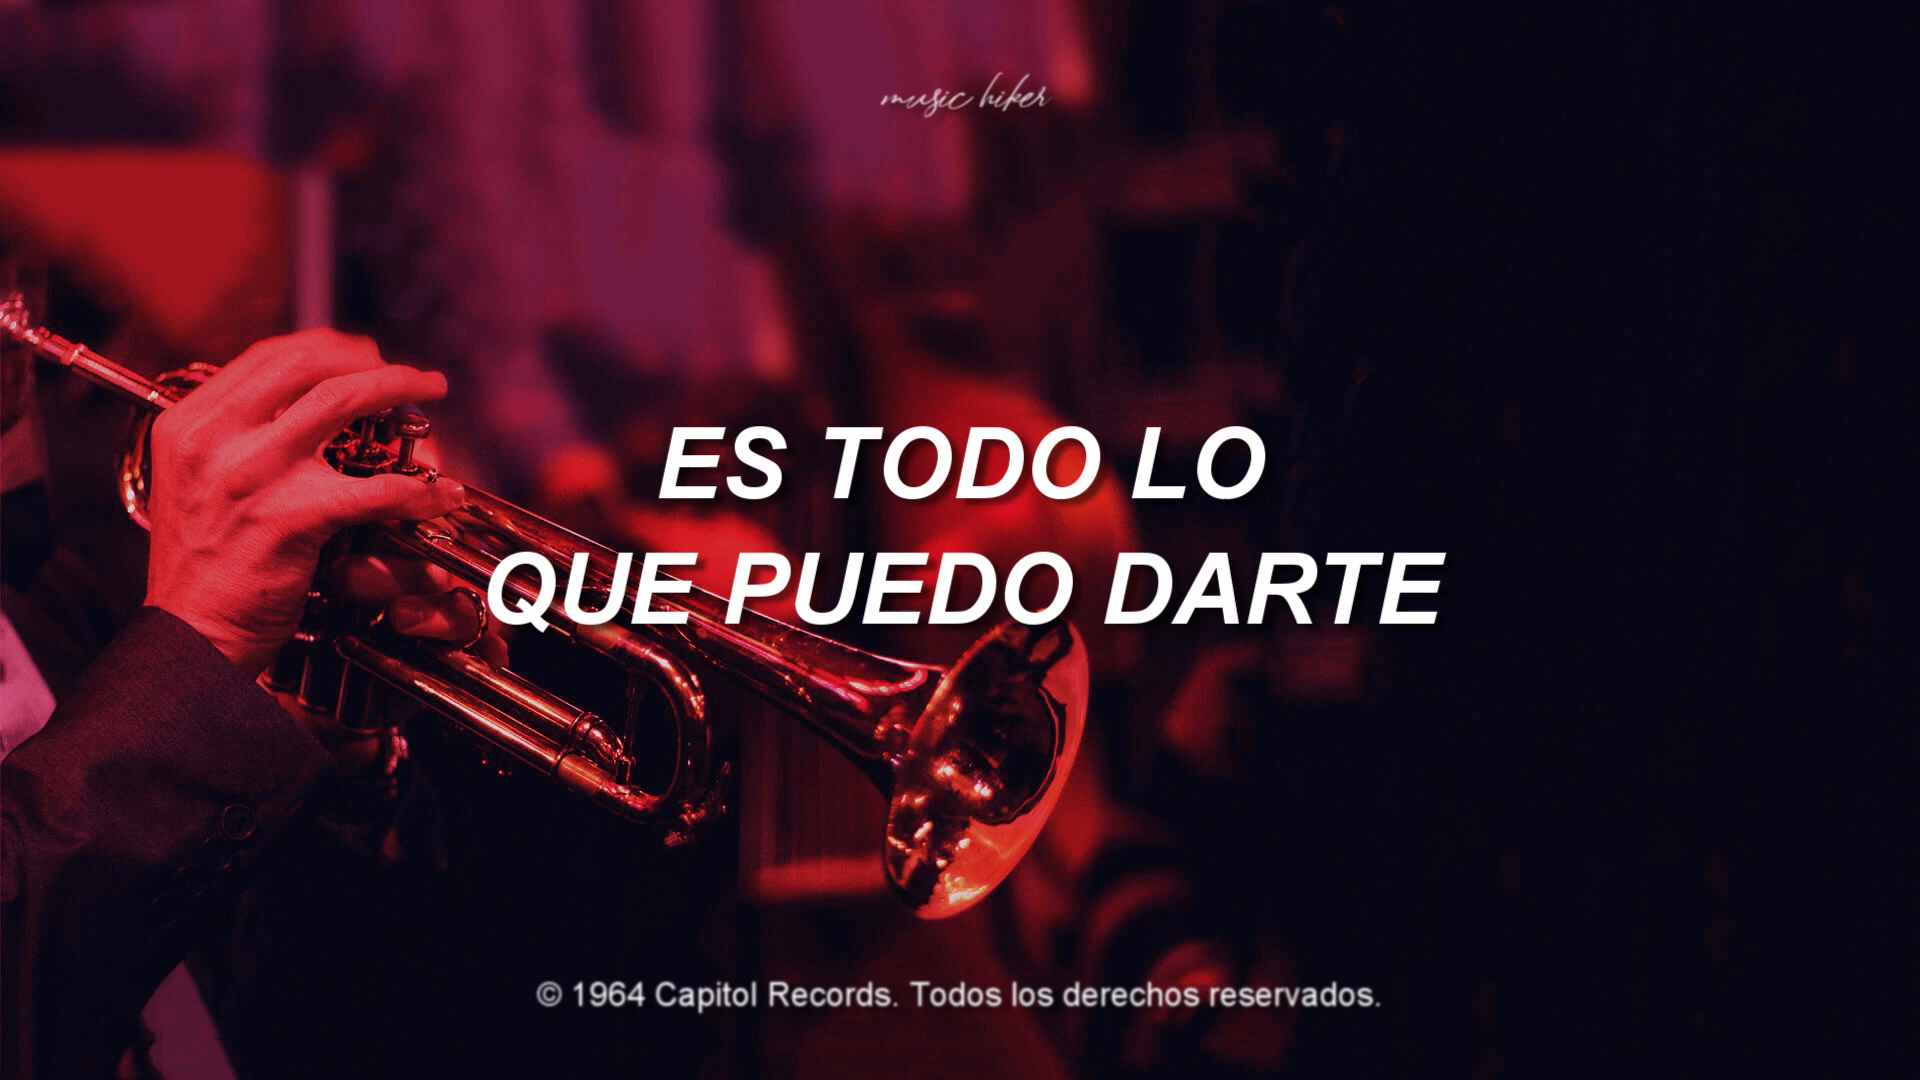 music hiker
ES TODO LO
QUE PUEDO DARTE
© 1964 Capitol Records. Todos los derechos reservados.